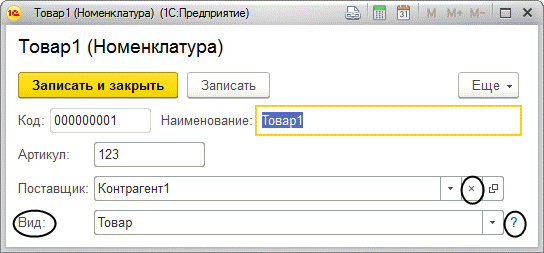 Товар1 (Номенклатура) (1С:Предприятие) M M+ M-
Товар1 (Номенклатура)
Записать и закрыть Записать Еще
Код: 000000001 Наименование: Товар1
Артикул: 123
Поставщик: Контрагент1
Вид: Товар ?